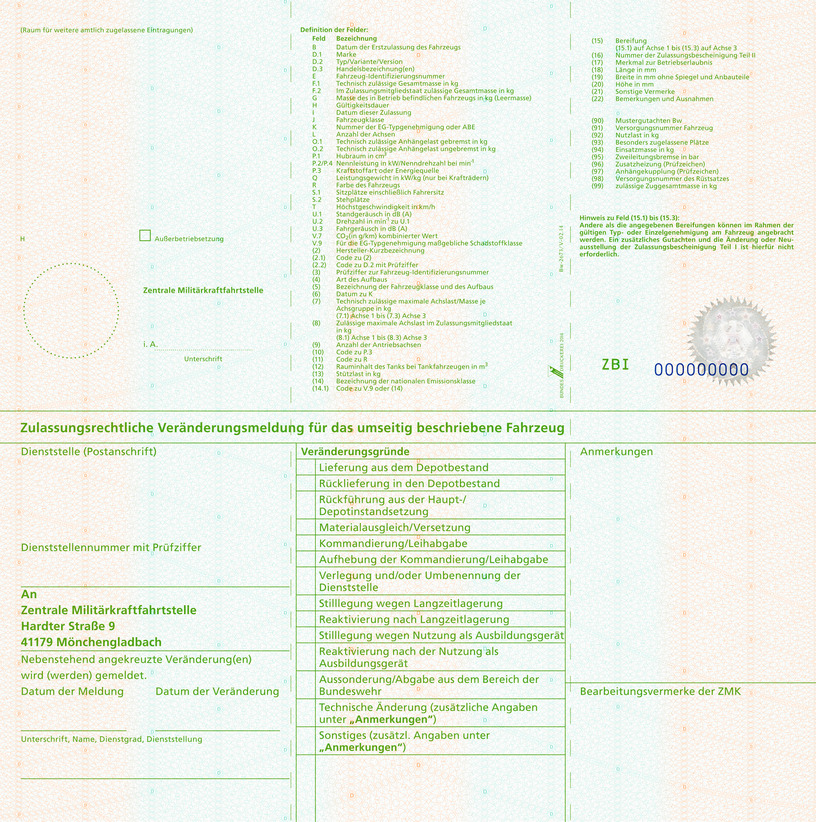 (Raum für weitere amtlich zugelassene Eintragungen)
H
Außerbetriebsetzung
Zentrale Militärkraftfahrtstelle
i. A.
Unterschrift
Definition der Felder:
Feld Bezeichnung
B Datum der Erstzulassung des Fahrzeugs
D.1 Marke
D.2 Typ/Variante/Version
D.3 Handelsbezeichnung(en)
E Fahrzeug-Identifizierungsnummer
F.1 Technisch zulässige Gesamtmasse in kg
F.2 Im Zulassungsmitgliedstaat zulässige Gesamtmasse in kg
G Masse des in Betrieb befindlichen Fahrzeugs in kg (Leermasse)
H Gültigkeitsdauer
I Datum dieser Zulassung
J Fahrzeugklasse
K Nummer der EG-Typgenehmigung oder ABE
L Anzahl der Achsen
O.1 Technisch zulässige Anhängelast gebremst in kg
O.2 Technisch zulässige Anhängelast ungebremst in kg
P.1 Hubraum in cm³
P.2/P.4 Nennleistung in kW/Nenndrehzahl bei min⁻¹
P.3 Kraftstoffart oder Energiequelle
Q Leistungsgewicht in kW/kg (nur bei Krafträdern)
R Farbe des Fahrzeugs
S.1 Sitzplätze einschließlich Fahrersitz
S.2 Stehplätze
T Höchstgeschwindigkeit in km/h
U.1 Standgeräusch in dB (A)
U.2 Drehzahl in min⁻¹ zu U.1
U.3 Fahrgeräusch in dB (A)
V.7 CO₂(in g/km) kombinierter Wert
V.9 Für die EG-Typgenehmigung maßgebliche Schadstoffklasse
(2) Hersteller-Kurzbezeichnung
(2.1) Code zu (2)
(2.2) Code zu D.2 mit Prüfziffer
(3) Prüfziffer zur Fahrzeug-Identifizierungsnummer
(4) Art des Aufbaus
(5) Bezeichnung der Fahrzeugklasse und des Aufbaus
(6) Datum zu K
(7) Technisch zulässige maximale Achslast/Masse je
Achsgruppe in kg
(7.1) Achse 1 bis (7.3) Achse 3
(8) Zulässige maximale Achslast im Zulassungsmitgliedstaat
in kg
(8.1) Achse 1 bis (8.3) Achse 3
(9) Anzahl der Antriebsachsen
(10) Code zu P.3
(11) Code zu R
(12) Rauminhalt des Tanks bei Tankfahrzeugen in m³
(13) Stützlast in kg
(14) Bezeichnung der nationalen Emissionsklasse
(14.1) Code zu V.9 oder (14)
(15) Bereifung
(15.1) auf Achse 1 bis (15.3) auf Achse 3
(16) Nummer der Zulassungsbescheinigung Teil II
(17) Merkmal zur Betriebserlaubnis
(18) Länge in mm
(19) Breite in mm ohne Spiegel und Anbauteile
(20) Höhe in mm
(21) Sonstige Vermerke
(22) Bemerkungen und Ausnahmen
(90) Mustergutachten Bw
(91) Versorgungsnummer Fahrzeug
(92) Nutzlast in kg
(93) Besonders zugelassene Plätze
(94) Einsatzmasse in kg
(95) Zweileitungsbremse in bar
(96) Zusatzheizung (Prüfzeichen)
(97) Anhängekupplung (Prüfzeichen)
(98) Versorgungsnummer des Rüstsatzes
(99) zulässige Zuggesamtmasse in kg
Hinweis zu Feld (15.1) bis (15.3):
Andere als die angegebenen Bereifungen können im Rahmen der
gültigen Typ- oder Einzelgenehmigung am Fahrzeug angebracht
werden. Ein zusätzliches Gutachten und die Änderung oder Neu-
ausstellung der Zulassungsbescheinigung Teil I ist hierfür nicht
erforderlich.
ZBI 000000000
Zulassungsrechtliche Veränderungsmeldung für das umseitig beschriebene Fahrzeug
Dienststelle (Postanschrift)
Dienststellennummer mit Prüfziffer
An
Zentrale Militärkraftfahrtstelle
Hardter Straße 9
41179 Mönchengladbach
Nebenstehend angekreuzte Veränderung(en)
wird (werden) gemeldet.
Datum der Meldung Datum der Veränderung
Unterschrift, Name, Dienstgrad, Dienststellung
Veränderungsgründe
Lieferung aus dem Depotbestand
Rücklieferung in den Depotbestand
Rückführung aus der Haupt-/
Depotinstandsetzung
Materialausgleich/Versetzung
Kommandierung/Leihabgabe
Aufhebung der Kommandierung/Leihabgabe
Verlegung und/oder Umbenennung der
Dienststelle
Stilllegung wegen Langzeitlagerung
Reaktivierung nach Langzeitlagerung
Stilllegung wegen Nutzung als Ausbildungsgerät
Reaktivierung nach der Nutzung als
Ausbildungsgerät
Aussonderung/Abgabe aus dem Bereich der
Bundeswehr
Technische Änderung (zusätzliche Angaben
unter „Anmerkungen“)
Sonstiges (zusätzl. Angaben unter
„Anmerkungen“)
Anmerkungen
Bearbeitungsvermerke der ZMK